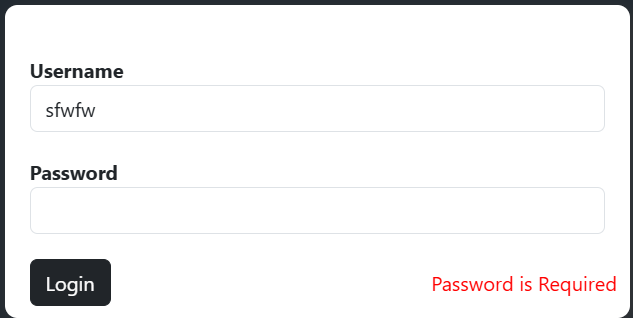 Username
sfwfw
Password
Login
Password is Required